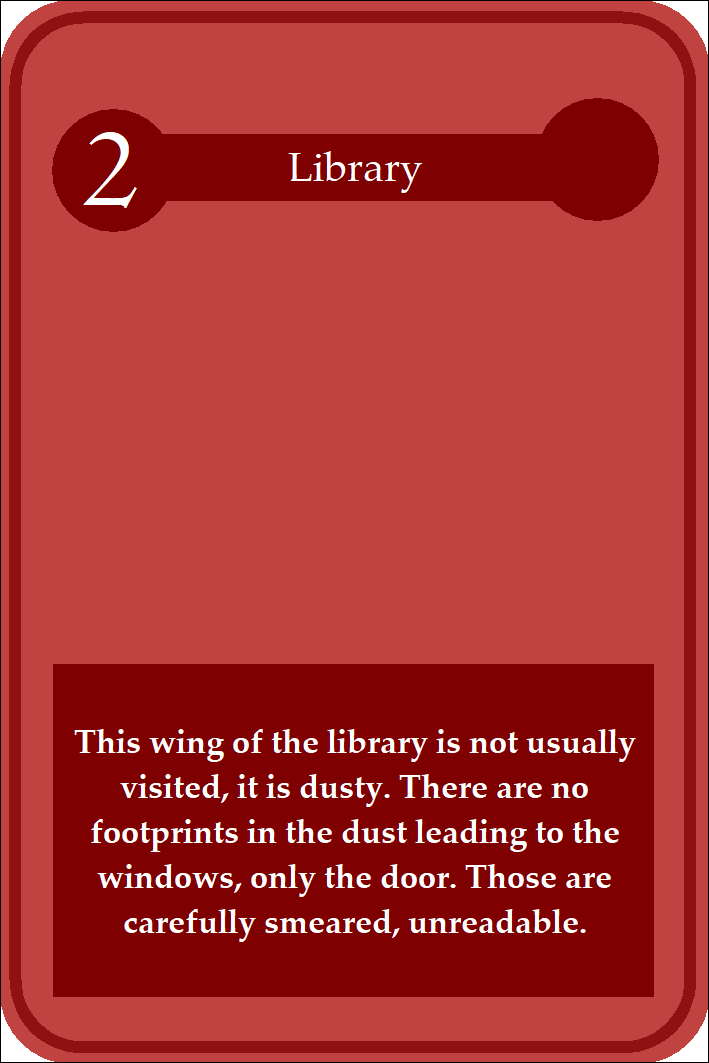 2
Library
This wing of the library is not usually
visited, it is dusty. There are no
footprints in the dust leading to the
windows, only the door. Those are
carefully smeared, unreadable.